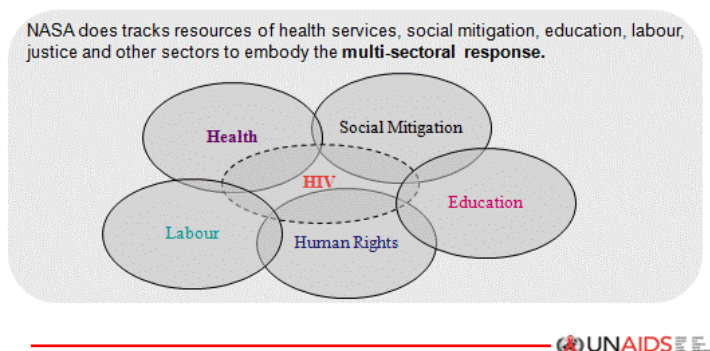 NASA does tracks resources of health services, social mitigation, education, labour,
justice and other sectors to embody the multi-sectoral response.
Health
Social Mitigation
HIV
Education
Labour
Human Rights
UNAIDS